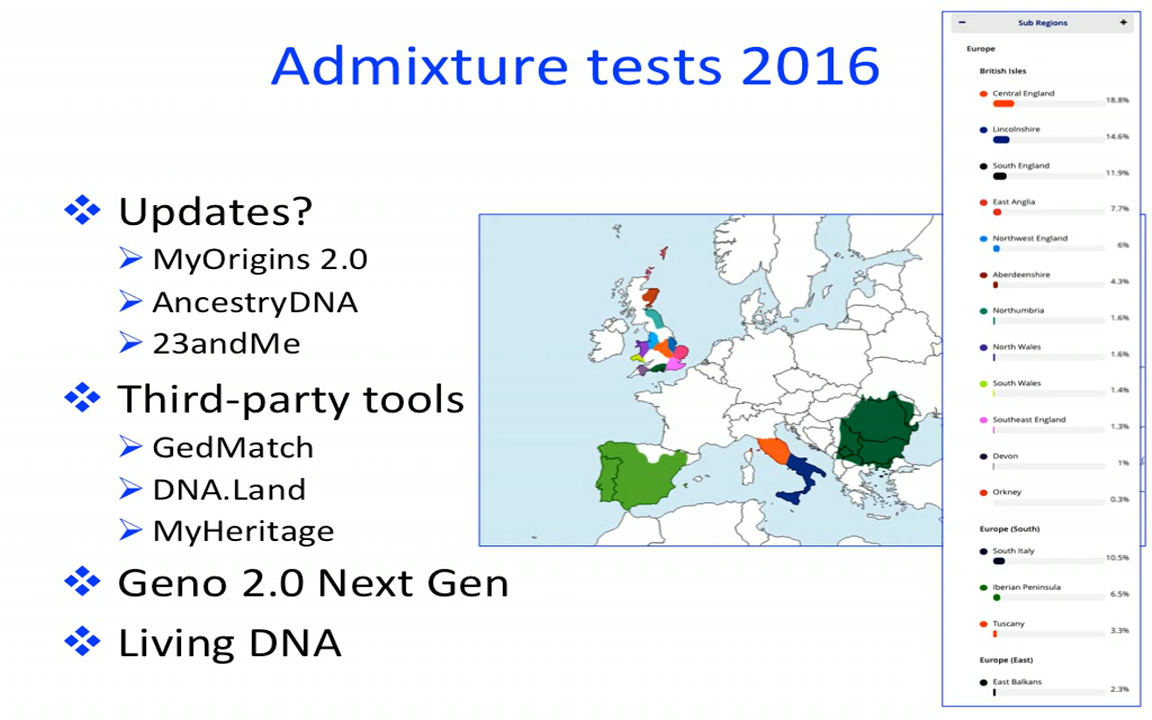 Admixture tests 2016
Updates?
MyOrigins 2.0
AncestryDNA
23andMe
Third-party tools
GedMatch
DNA.Land
MyHeritage
Geno 2.0 Next Gen
Living DNA
− Sub Regions +
Europe
British Isles
Central England 18.8%
Lincolnshire 14.6%
South England 11.9%
East Anglia 7.7%
Northwest England 6%
Aberdeenshire 4.3%
Northumbria 1.6%
North Wales 1.6%
South Wales 1.4%
Southeast England 1.3%
Devon 1%
Orkney 0.3%
Europe (South)
South Italy 10.5%
Iberian Peninsula 6.5%
Tuscany 3.3%
Europe (East)
East Balkans 2.3%